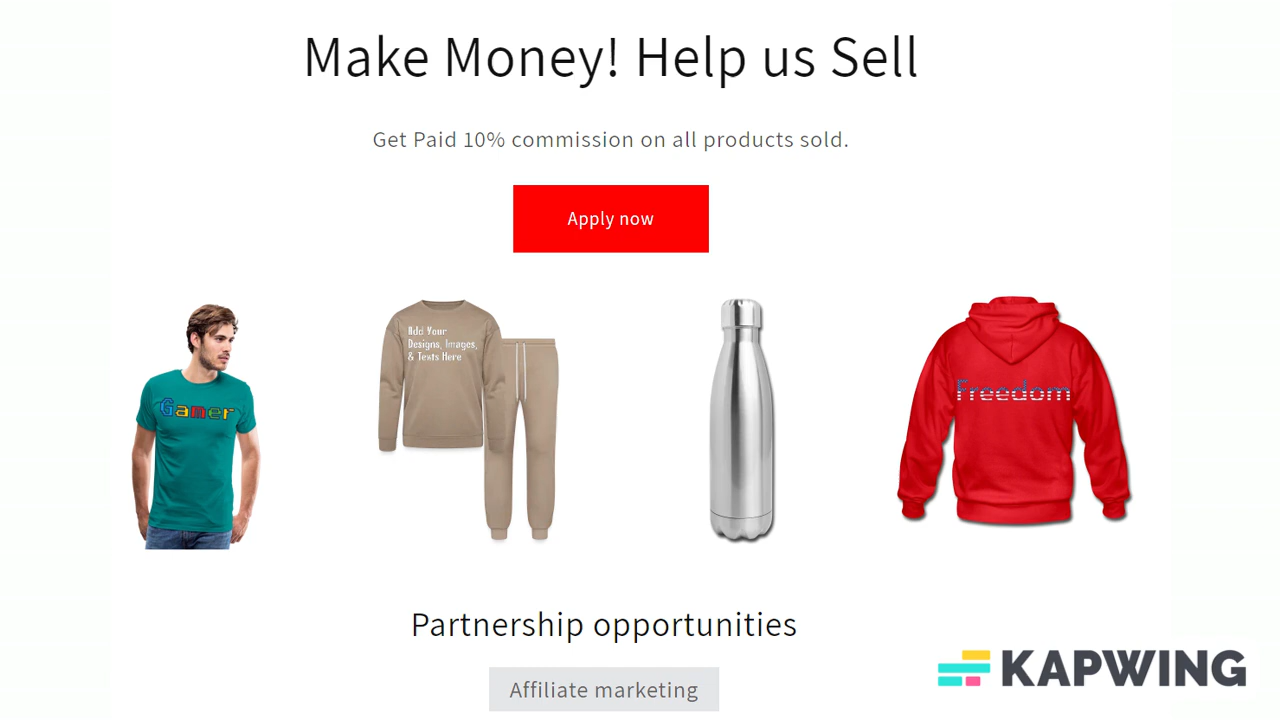 Make Money! Help us Sell
Get Paid 10% commission on all products sold.
Apply now
Gamer
Add Your
Designs, Images,
& Texts Here
Freedom
Partnership opportunities
Affiliate marketing
KAPWING